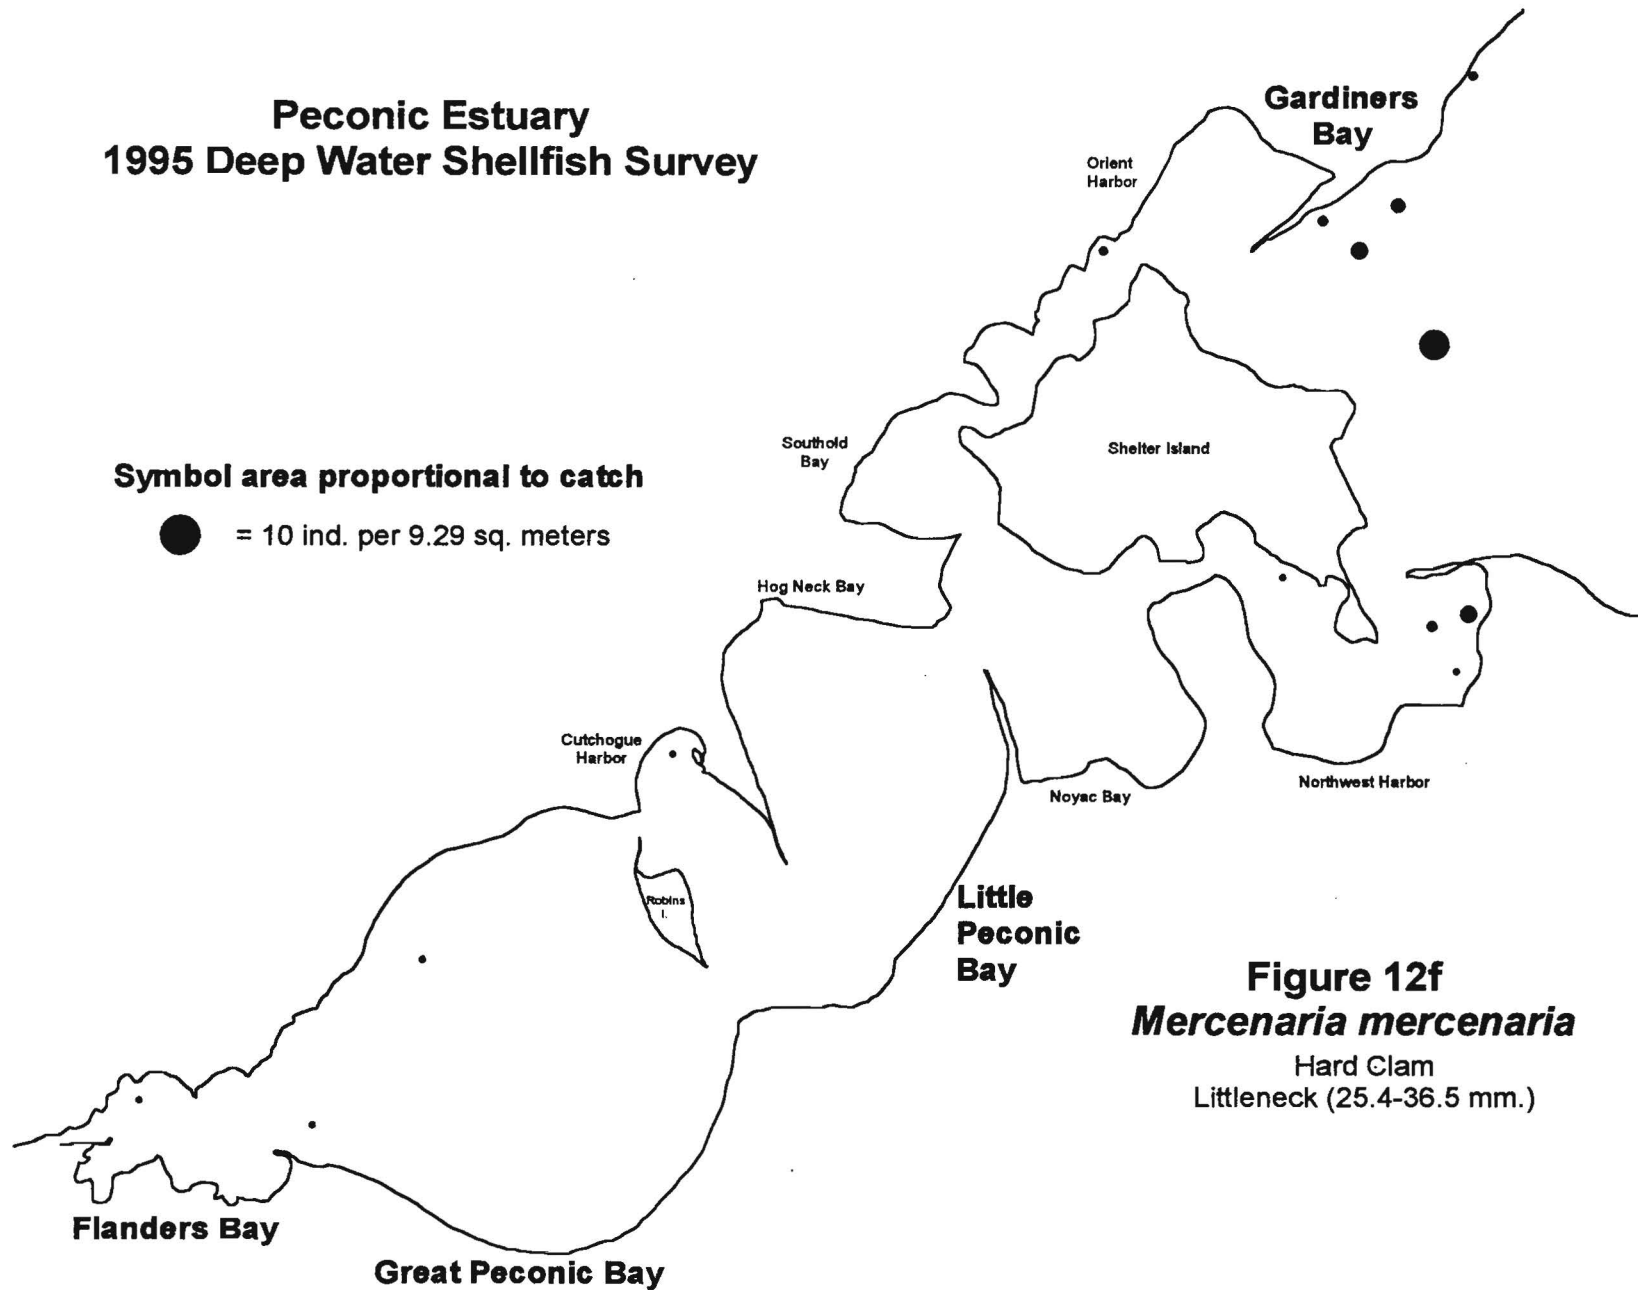 Peconic Estuary
1995 Deep Water Shellfish Survey
Gardiners
Bay
Orient
Harbor
Southold
Bay
Shelter Island
Symbol area proportional to catch
= 10 ind. per 9.29 sq. meters
Hog Neck Bay
Cutchogue
Harbor
Noyac Bay
Northwest Harbor
Robins
I.
Little
Peconic
Bay
Figure 12f
Mercenaria mercenaria
Hard Clam
Littleneck (25.4-36.5 mm.)
Flanders Bay
Great Peconic Bay